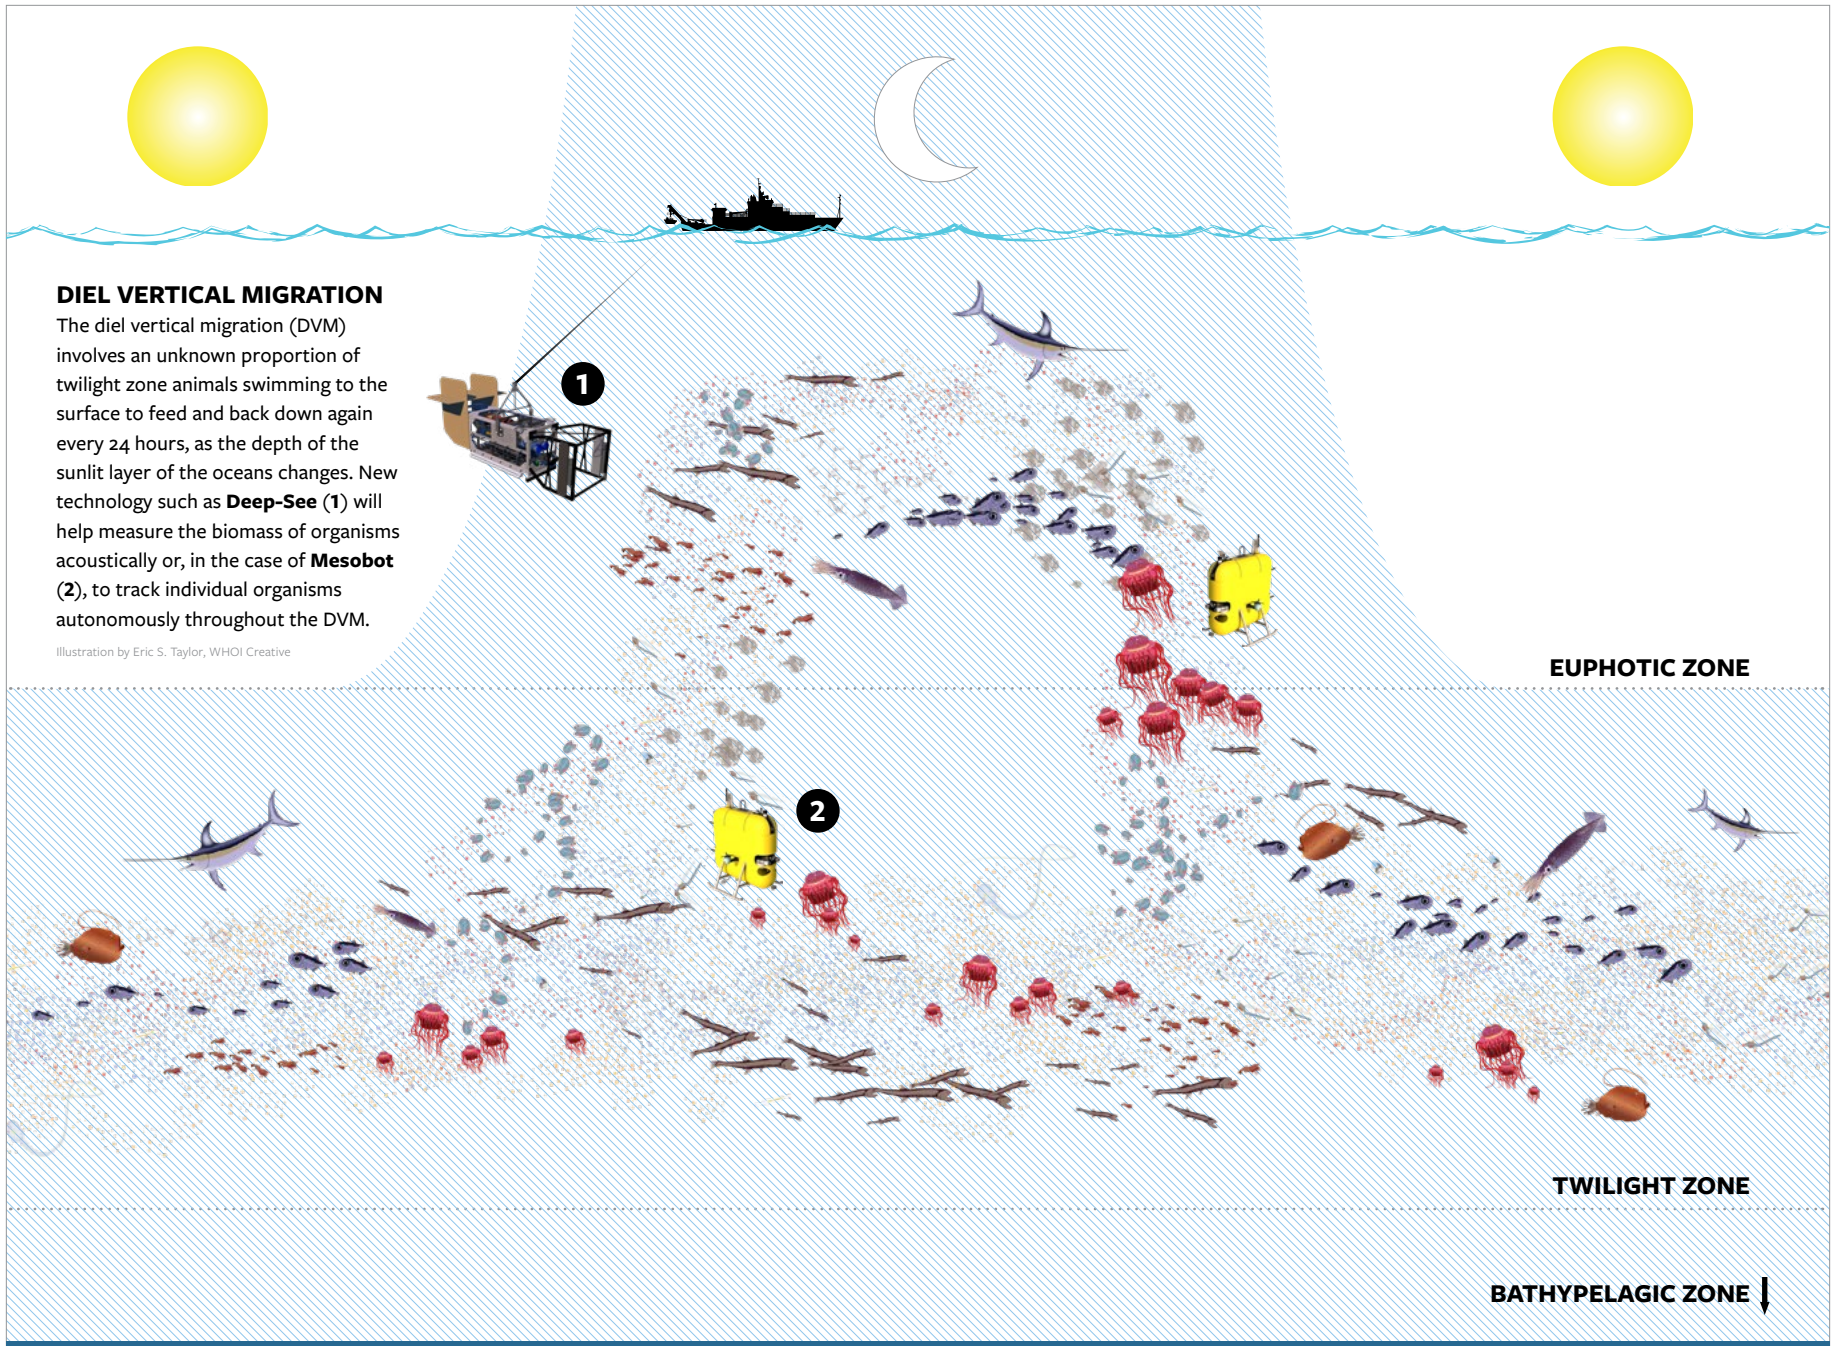 DIEL VERTICAL MIGRATION
The diel vertical migration (DVM)
involves an unknown proportion of
twilight zone animals swimming to the
surface to feed and back down again
every 24 hours, as the depth of the
sunlit layer of the oceans changes. New
technology such as Deep-See (1) will
help measure the biomass of organisms
acoustically or, in the case of Mesobot
(2), to track individual organisms
autonomously throughout the DVM.
Illustration by Eric S. Taylor, WHOI Creative
1
2
EUPHOTIC ZONE
TWILIGHT ZONE
BATHYPELAGIC ZONE